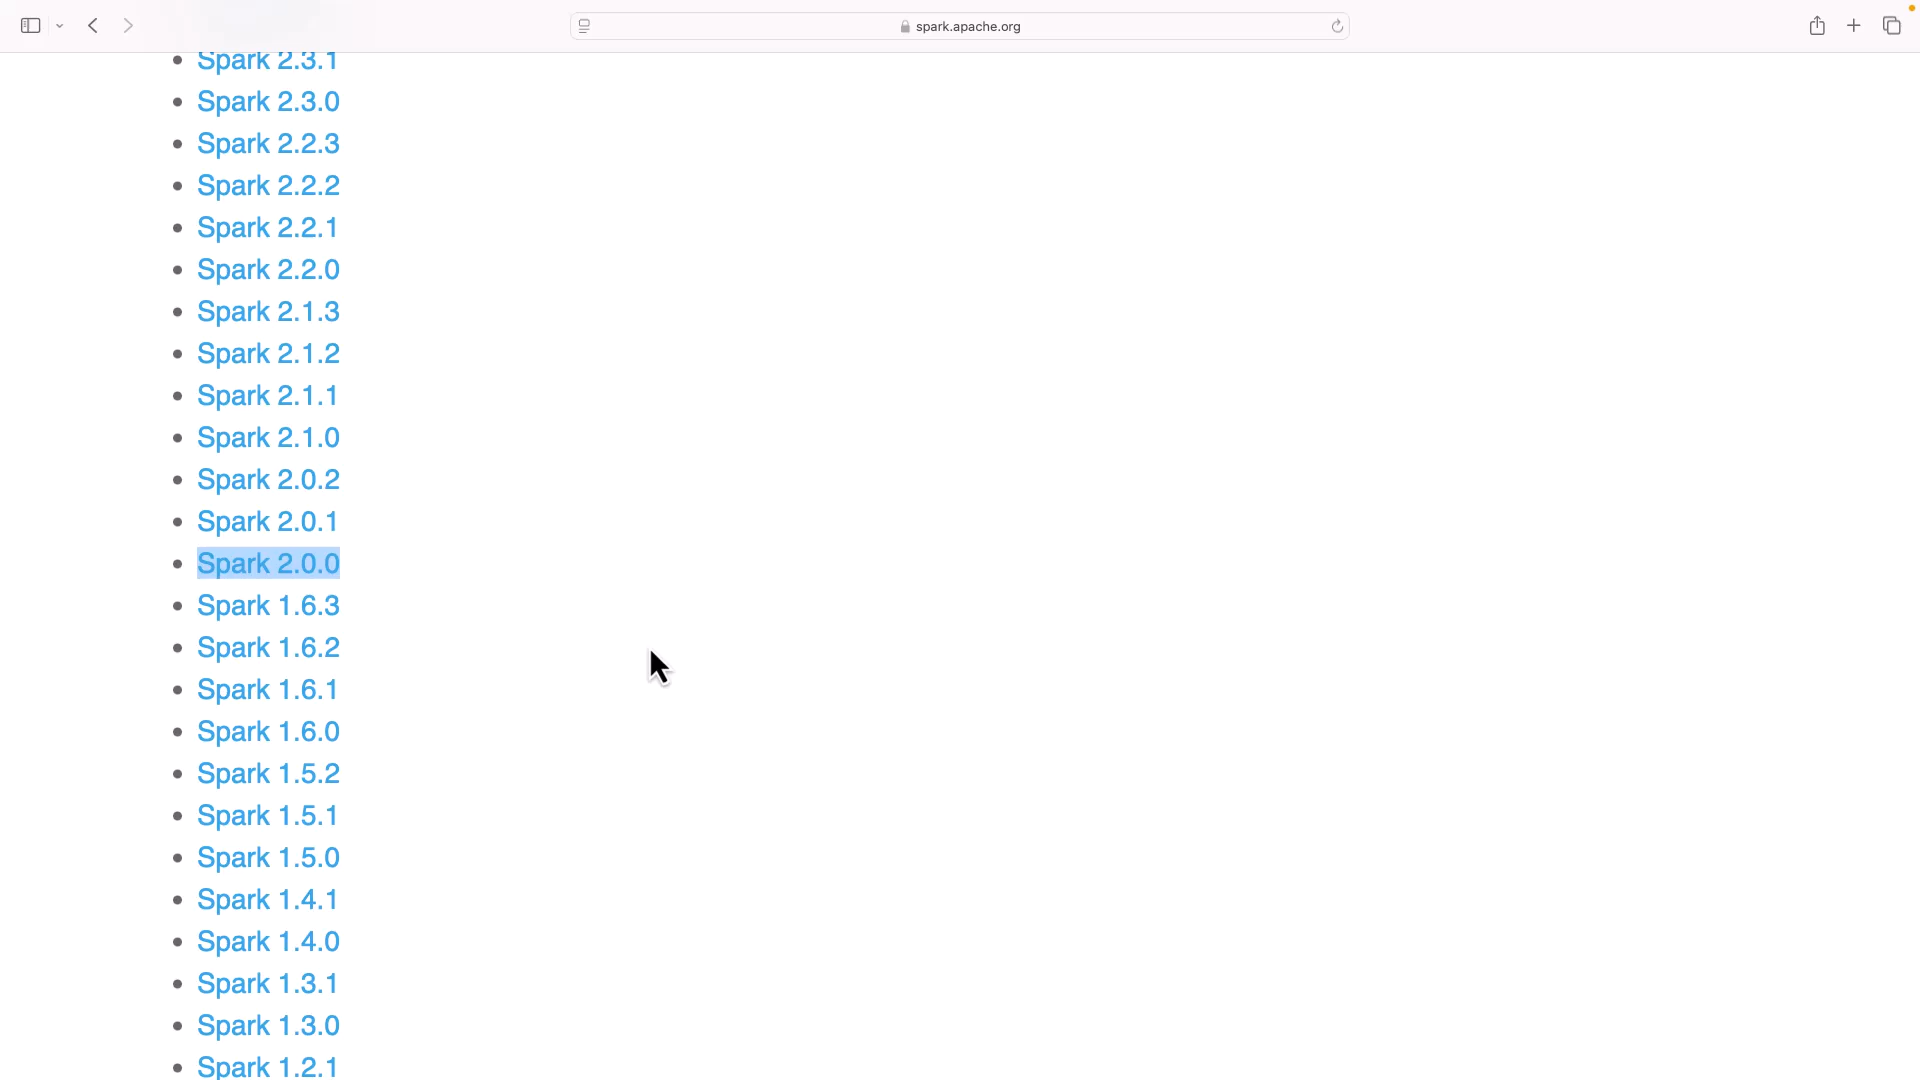 spark.apache.org
Spark 2.3.1
Spark 2.3.0
Spark 2.2.3
Spark 2.2.2
Spark 2.2.1
Spark 2.2.0
Spark 2.1.3
Spark 2.1.2
Spark 2.1.1
Spark 2.1.0
Spark 2.0.2
Spark 2.0.1
Spark 2.0.0
Spark 1.6.3
Spark 1.6.2
Spark 1.6.1
Spark 1.6.0
Spark 1.5.2
Spark 1.5.1
Spark 1.5.0
Spark 1.4.1
Spark 1.4.0
Spark 1.3.1
Spark 1.3.0
Spark 1.2.1